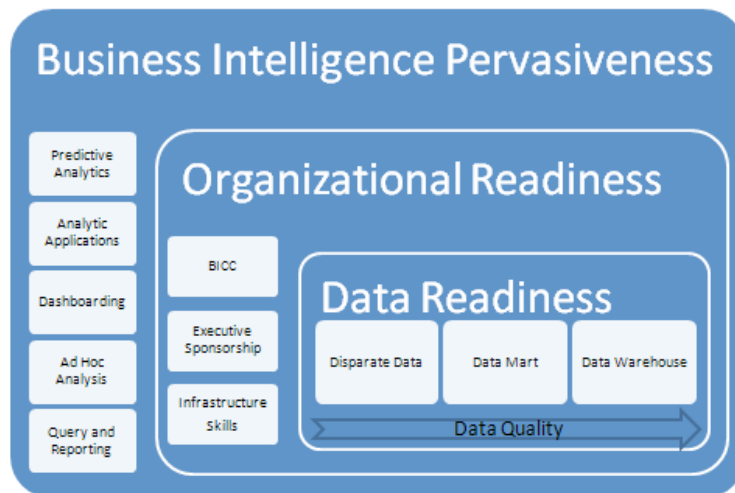 Business Intelligence Pervasiveness
Predictive
Analytics
Analytic
Applications
Dashboarding
Ad Hoc
Analysis
Query and
Reporting
Organizational Readiness
BICC
Executive
Sponsorship
Infrastructure
Skills
Data Readiness
Disparate Data
Data Mart
Data Warehouse
Data Quality